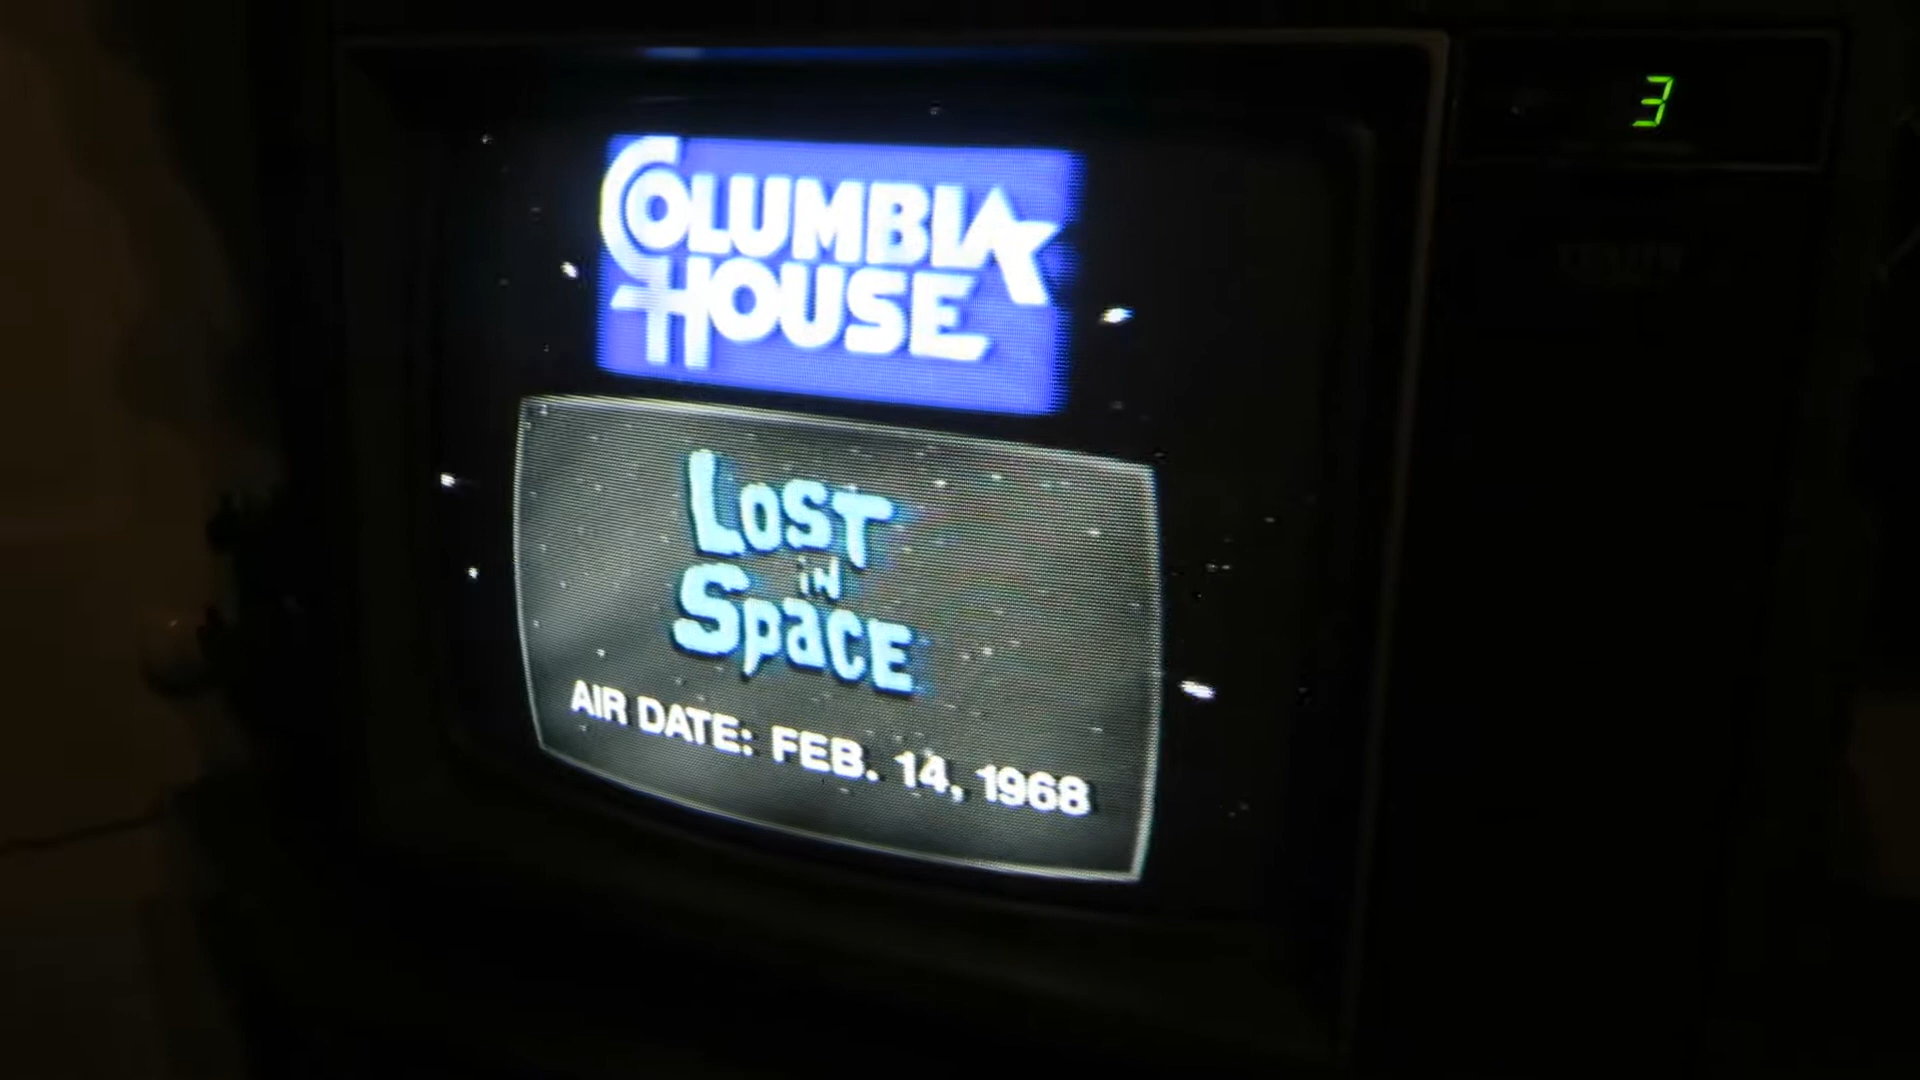 3
COLUMBIA
HOUSE
LOST
iN
SpaCE
AIR DATE: FEB. 14, 1968